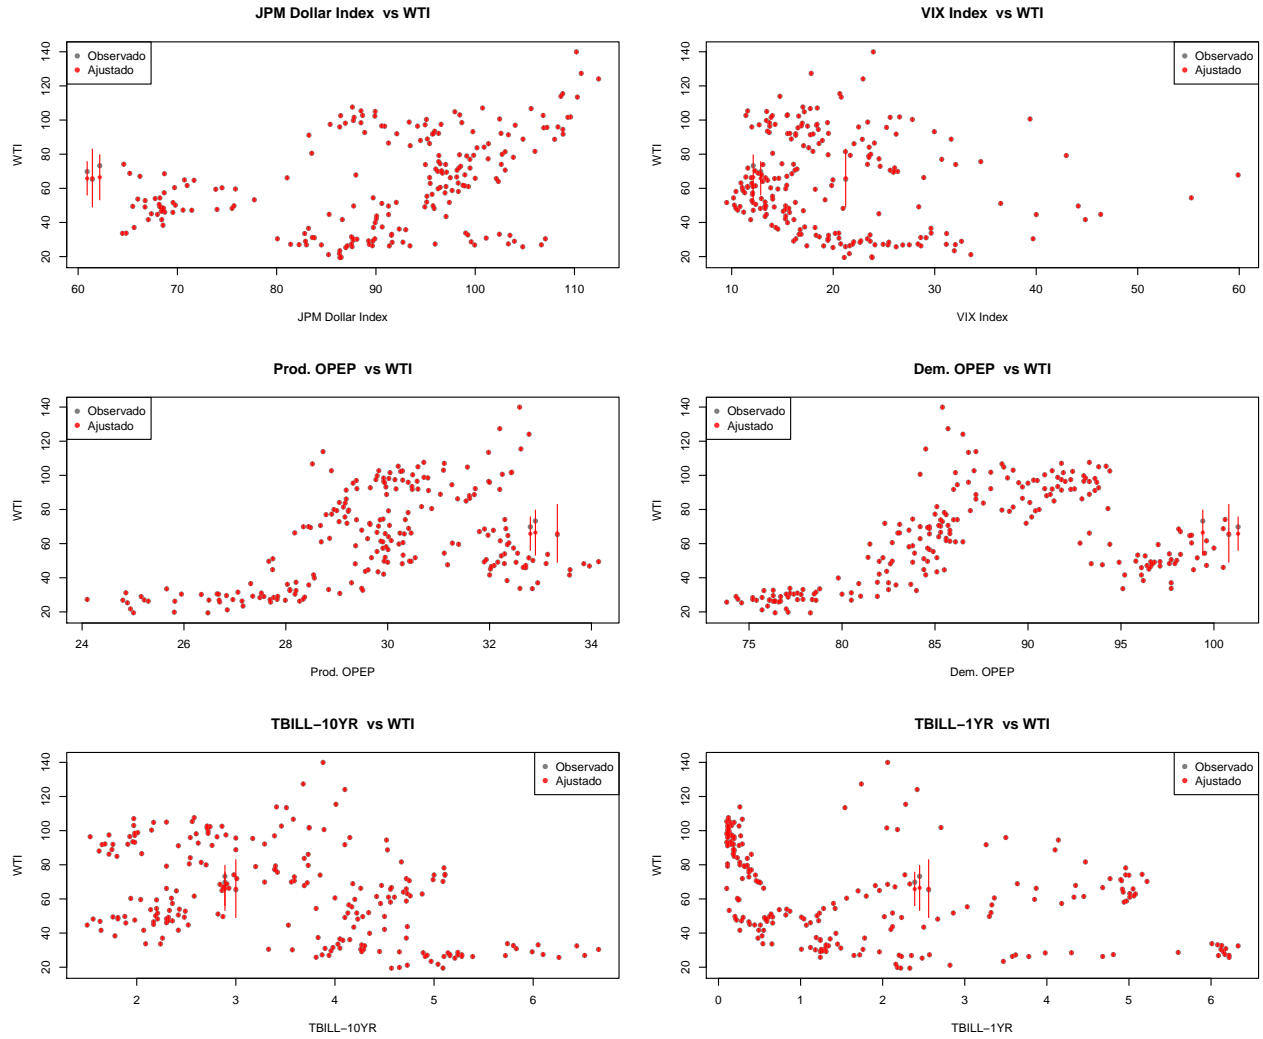 JPM Dollar Index vs WTI
WTI
20 40 60 80 100 120 140
Observado
Ajustado
60 70 80 90 100 110
JPM Dollar Index
VIX Index vs WTI
WTI
20 40 60 80 100 120 140
Observado
Ajustado
10 20 30 40 50 60
VIX Index
Prod. OPEP vs WTI
WTI
20 40 60 80 100 120 140
Observado
Ajustado
24 26 28 30 32 34
Prod. OPEP
Dem. OPEP vs WTI
WTI
20 40 60 80 100 120 140
Observado
Ajustado
75 80 85 90 95 100
Dem. OPEP
TBILL−10YR vs WTI
WTI
20 40 60 80 100 120 140
Observado
Ajustado
2 3 4 5 6
TBILL−10YR
TBILL−1YR vs WTI
WTI
20 40 60 80 100 120 140
Observado
Ajustado
0 1 2 3 4 5 6
TBILL−1YR